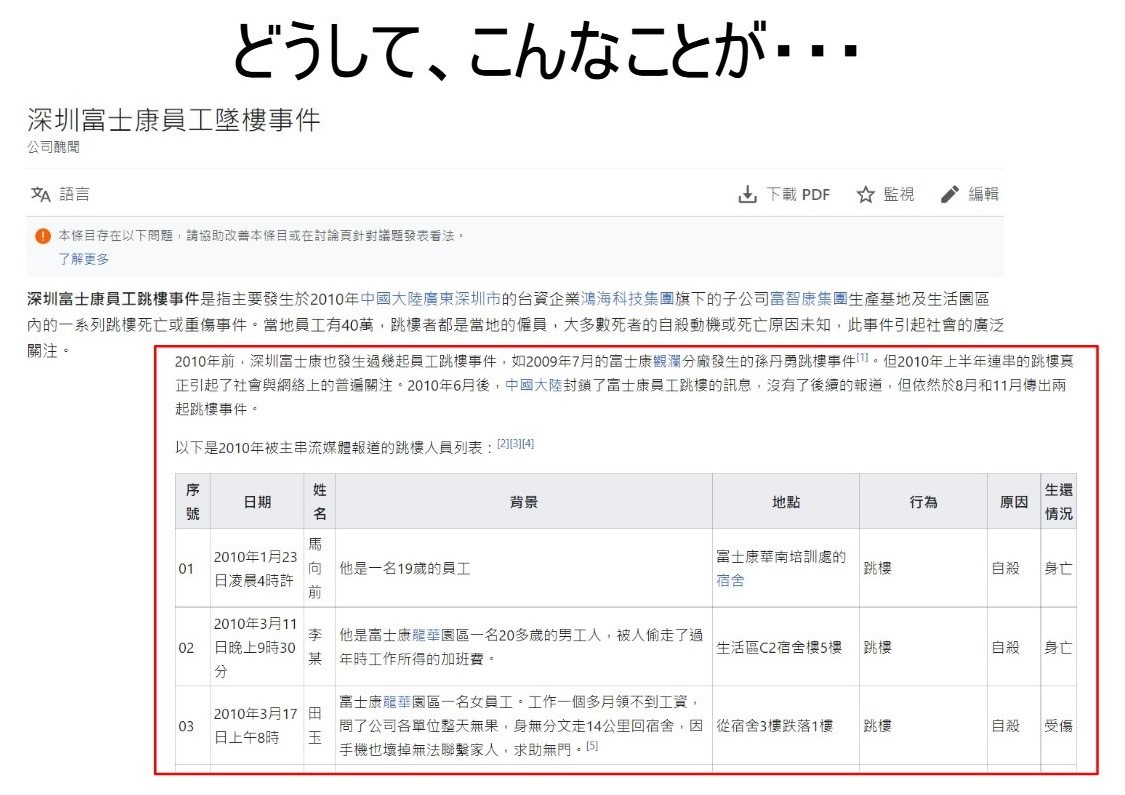 どうして、こんなことが・・・
深圳富士康員工墜樓事件
公司醜聞
語言
下載 PDF
監視
編輯
本條目存在以下問題，請協助改善本條目或在討論頁針對議題發表看法。
了解更多
深圳富士康員工跳樓事件是指主要發生於2010年中國大陸廣東深圳市的台資企業鴻海科技集團旗下的子公司富智康集團生產基地及生活園區
內的一系列跳樓死亡或重傷事件。當地員工有40萬，跳樓者都是當地的僱員，大多數死者的自殺動機或死亡原因未知，此事件引起社會的廣泛
關注。
2010年前，深圳富士康也發生過幾起員工跳樓事件，如2009年7月的富士康觀瀾分廠發生的孫丹勇跳樓事件[1]。但2010年上半年連串的跳樓真
正引起了社會與網絡上的普遍關注。2010年6月後，中國大陸封鎖了富士康員工跳樓的訊息，沒有了後續的報道，但依然於8月和11月傳出兩
起跳樓事件。
以下是2010年被主串流媒體報道的跳樓人員列表：[2][3][4]
序號 日期 姓名 背景 地點 行為 原因 生還情況
01 2010年1月23日凌晨4時許 馬向前 他是一名19歲的員工 富士康華南培訓處的宿舍 跳樓 自殺 身亡
02 2010年3月11日晚上9時30分 李某 他是富士康龍華園區一名20多歲的男工人，被人偷走了過年時工作所得的加班費。 生活區C2宿舍樓5樓 跳樓 自殺 身亡
03 2010年3月17日上午8時 田玉 富士康龍華園區一名女員工。工作一個多月領不到工資，問了公司各單位整天無果，身無分文走14公里回宿舍，因手機也壞掉無法聯繫家人，求助無門。[5] 從宿舍3樓跌落1樓 跳樓 自殺 受傷